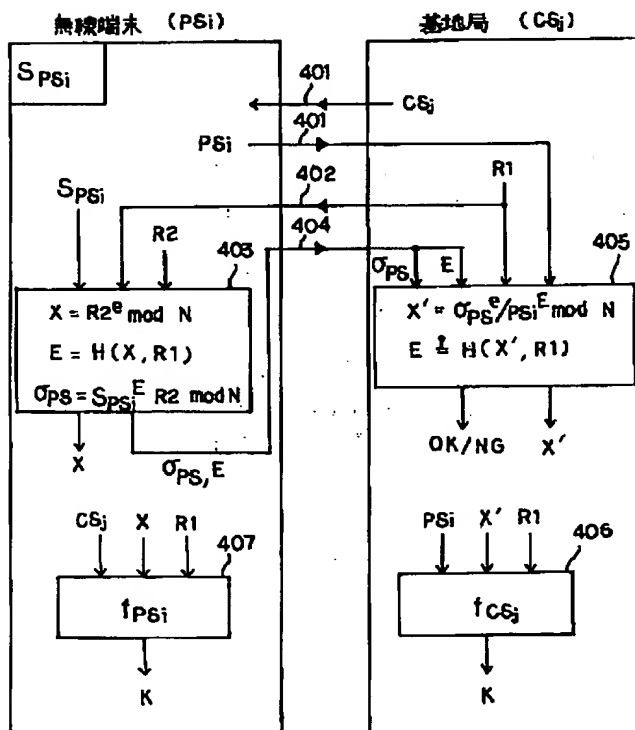 無線端末 (PSi)
基地局 (CSj)
SPSi
401
CSj
401
PSi
402
R1
SPSi
404
R2
403
405
σPS
E
X = R2^e mod N
E = H(X, R1)
σPS = SPSi^E R2 mod N
X' = σPS^e/PSi^E mod N
E ≟ H(X', R1)
X
σPS, E
OK/NG
X'
CSj
X
R1
407
PSi
X'
R1
406
fPSi
fCSj
K
K